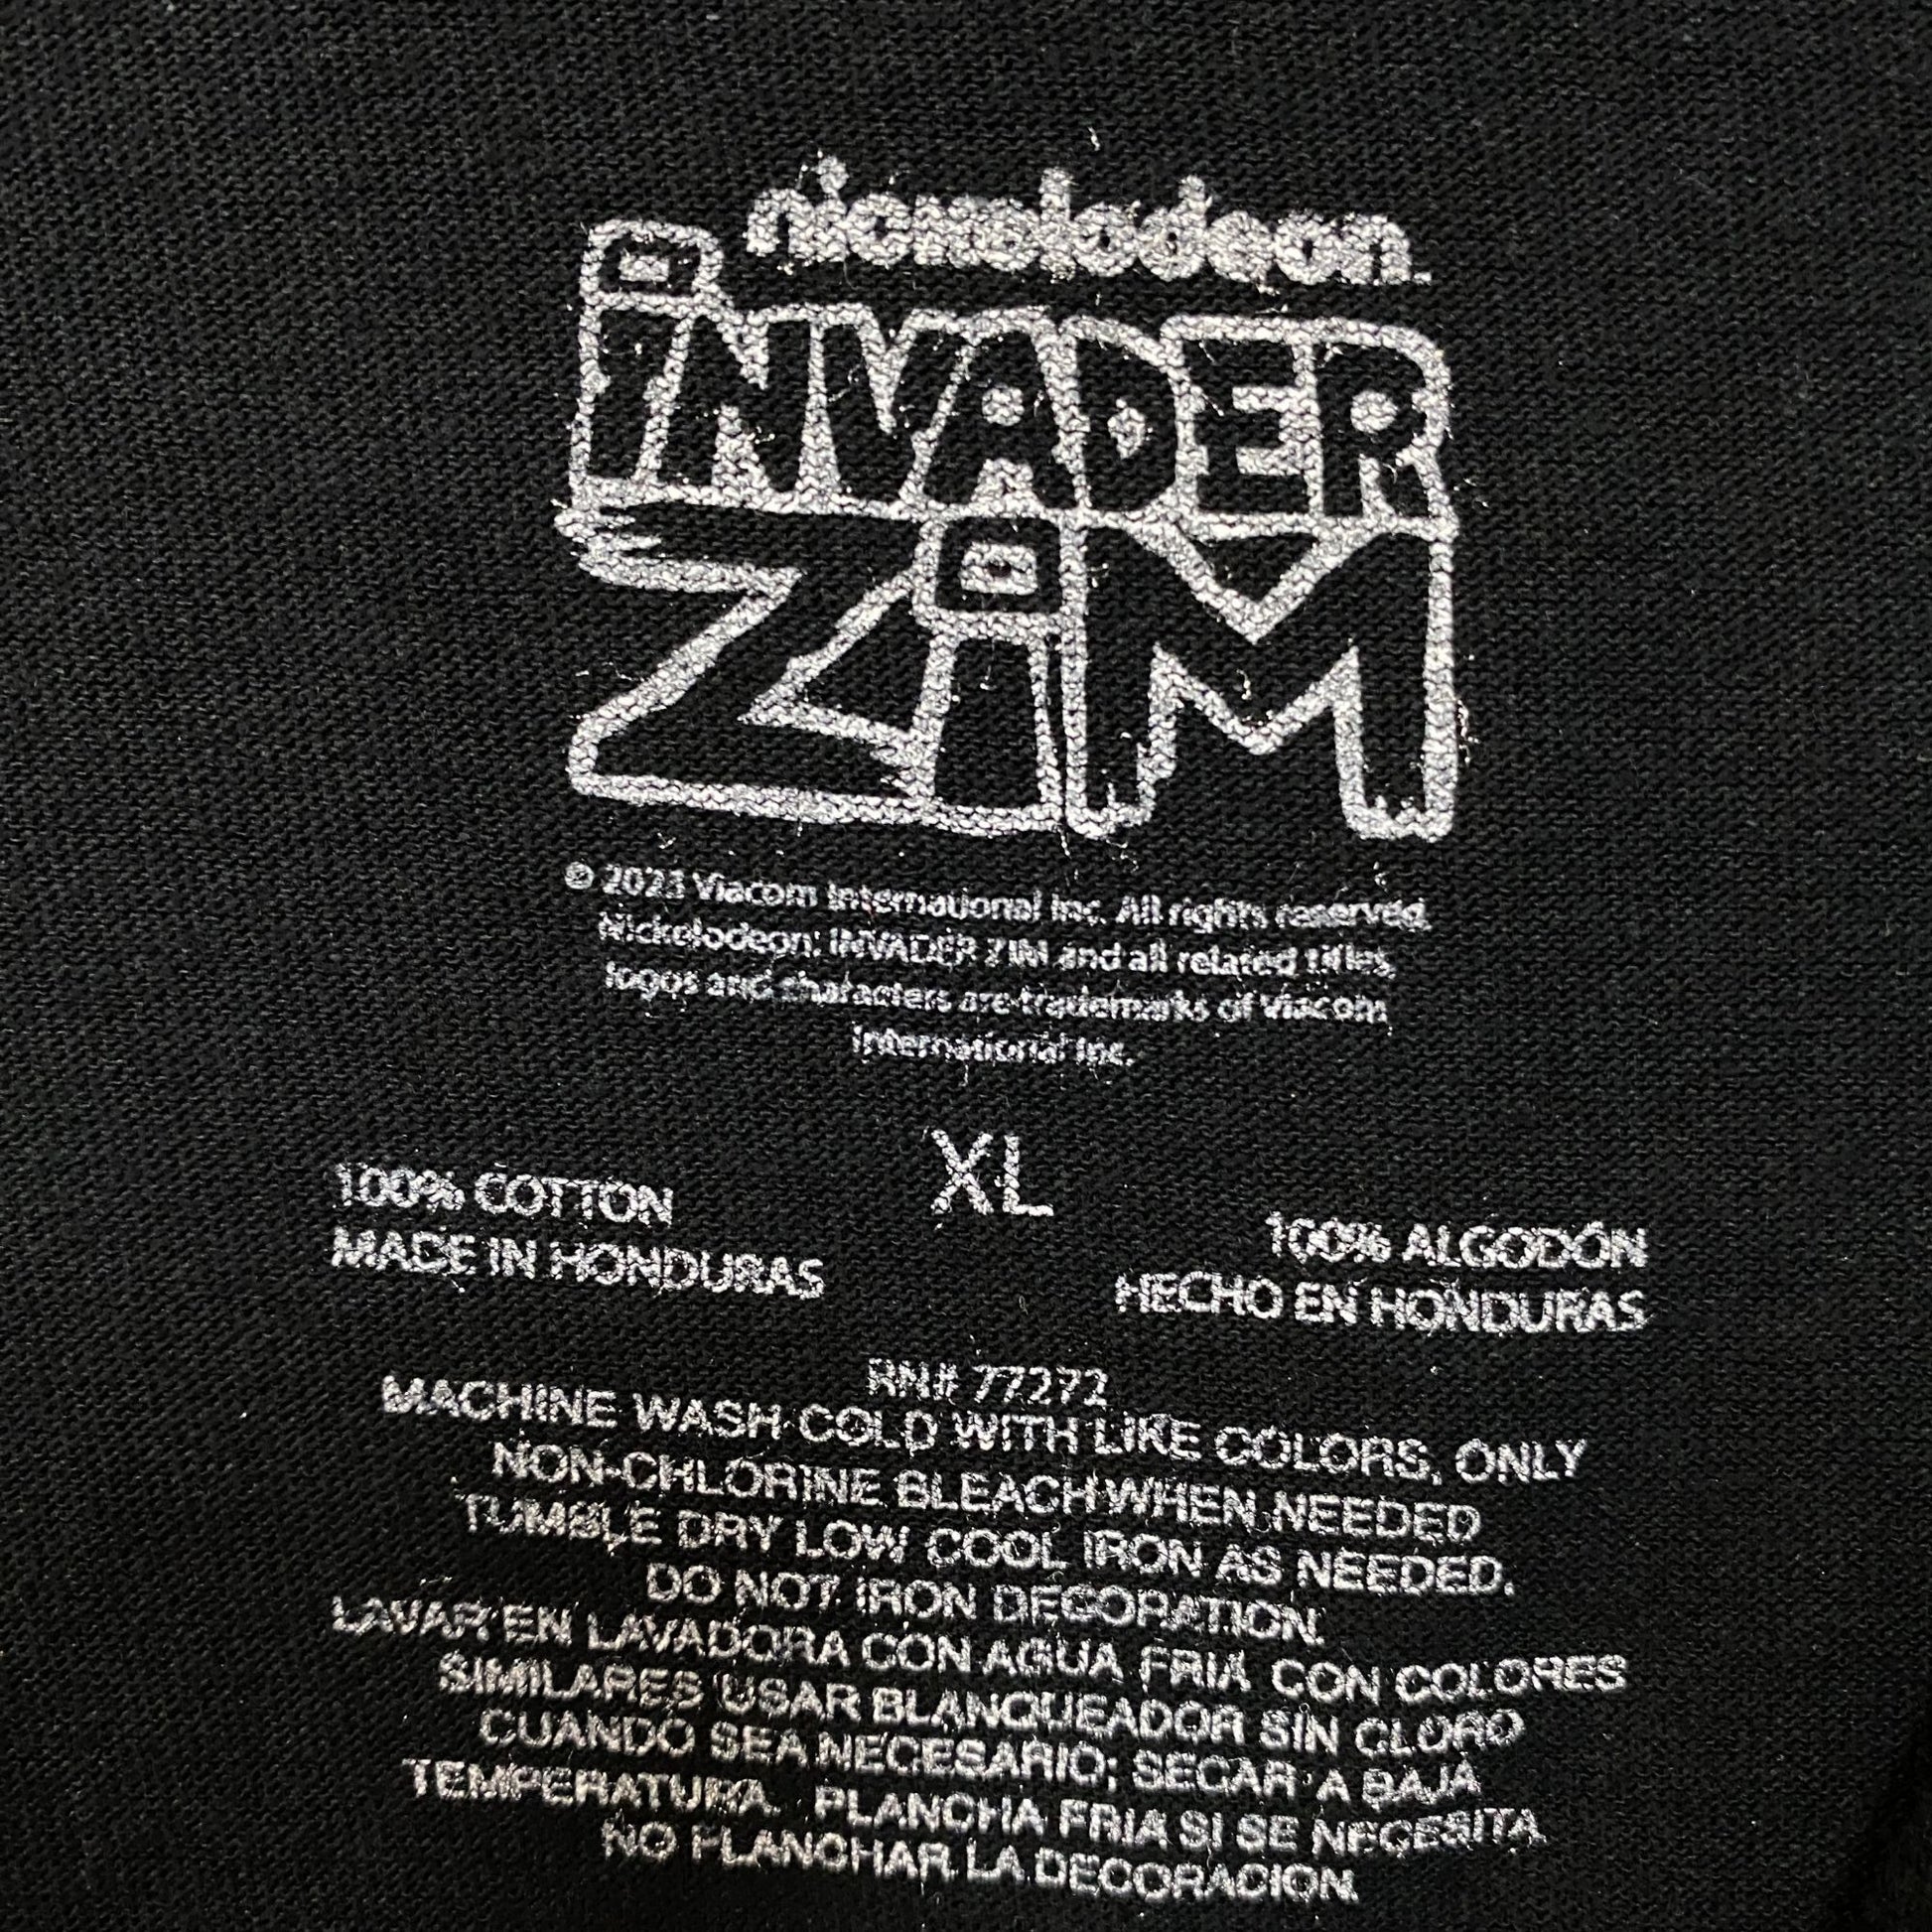 nickelodeon.
INVADER
ZIM
© 2023 Viacom International Inc. All rights reserved.
Nickelodeon, INVADER ZIM and all related titles,
logos and characters are trademarks of Viacom
International Inc.
XL
100% COTTON
MADE IN HONDURAS
100% ALGODÓN
HECHO EN HONDURAS
RN# 77272
MACHINE WASH COLD WITH LIKE COLORS, ONLY
NON-CHLORINE BLEACH WHEN NEEDED
TUMBLE DRY LOW COOL IRON AS NEEDED.
DO NOT IRON DECORATION.
LAVAR EN LAVADORA CON AGUA FRIA CON COLORES
SIMILARES USAR BLANQUEADOR SIN CLORO
CUANDO SEA NECESARIO; SECAR A BAJA
TEMPERATURA. PLANCHA FRIA SI SE NECESITA.
NO PLANCHAR LA DECORACION.